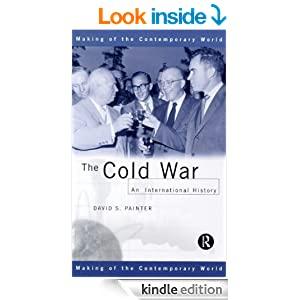 Look inside
Making of the Contemporary World
The Cold War
An International History
DAVID S. PAINTER
R
Making of the Contemporary World
kindle edition